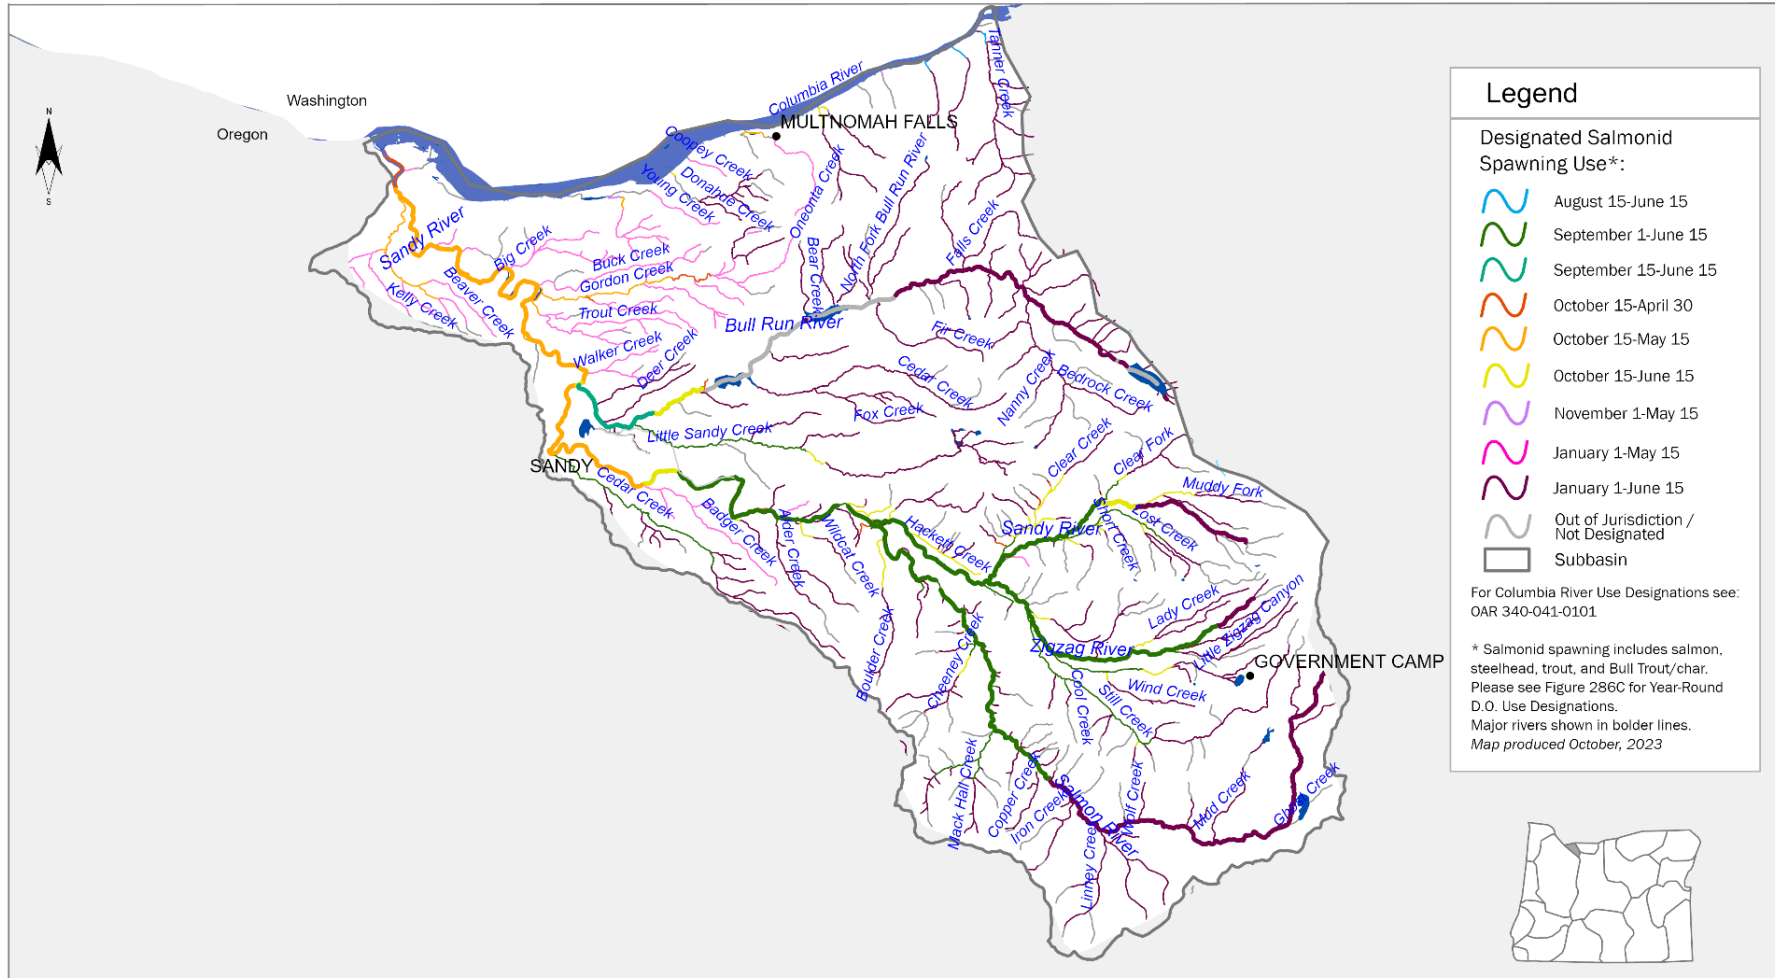 Washington
Oregon
N
S
Columbia River
Tanner Creek
MULTNOMAH FALLS
Coopey Creek
Young Creek
Donahue Creek
Oneonta Creek
North Fork Bull Run River
Bear Creek
Falls Creek
Sandy River
Big Creek
Buck Creek
Gordon Creek
Beaver Creek
Kelly Creek
Trout Creek
Walker Creek
Deer Creek
Bull Run River
Fir Creek
Cedar Creek
Nanny Creek
Bedrock Creek
Fox Creek
Little Sandy Creek
Clear Creek
Clear Fork
SANDY
Cedar Creek
Badger Creek
Alder Creek
Wildcat Creek
Hackett Creek
Sandy River
Short Creek
Lost Creek
Muddy Fork
Boulder Creek
Cheeney Creek
Lady Creek
Zigzag River
Little Zigzag Canyon
GOVERNMENT CAMP
Wind Creek
Still Creek
Cool Creek
Mack Hall Creek
Copper Creek
Iron Creek
Salmon River
Linney Creek
Wolf Creek
Mud Creek
Ghost Creek
Legend
Designated Salmonid
Spawning Use*:
August 15-June 15
September 1-June 15
September 15-June 15
October 15-April 30
October 15-May 15
October 15-June 15
November 1-May 15
January 1-May 15
January 1-June 15
Out of Jurisdiction /
Not Designated
Subbasin
For Columbia River Use Designations see:
OAR 340-041-0101
* Salmonid spawning includes salmon,
steelhead, trout, and Bull Trout/char.
Please see Figure 286C for Year-Round
D.O. Use Designations.
Major rivers shown in bolder lines.
Map produced October, 2023